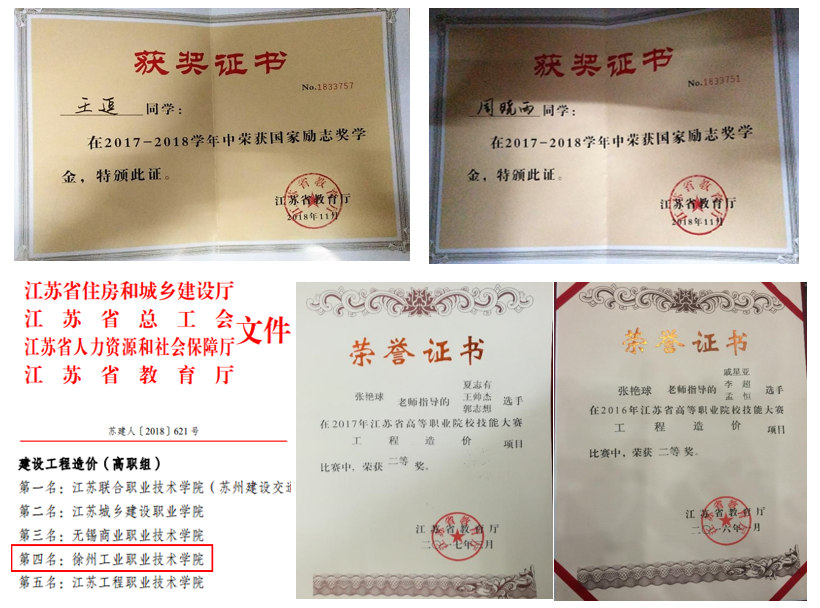 获奖证书
No.1833757
王逗 同学：
在2017-2018学年中荣获国家励志奖学
金，特颁此证。
江苏省教育厅
2018年11月
获奖证书
No.1833751
周晓雨 同学：
在2017-2018学年中荣获国家励志奖学
金，特颁此证。
江苏省教育厅
2018年11月
江苏省住房和城乡建设厅
江苏省总工会
江苏省人力资源和社会保障厅
江苏省教育厅
文件
苏建人〔2018〕621号
建设工程造价（高职组）
第一名：江苏联合职业技术学院（苏州建设交通
第二名：江苏城乡建设职业学院
第三名：无锡商业职业技术学院
第四名：徐州工业职业技术学院
第五名：江苏工程职业技术学院
荣誉证书
夏志有
张艳球 老师指导的 王帅杰 选手
郭志想
在2017年江苏省高等职业院校技能大赛
工程造价 项目
比赛中，荣获 二等 奖。
江苏省教育厅
二〇一七年 月
荣誉证书
戚星亚
张艳球 老师指导的 李超 选手
孟恒
在2016年江苏省高等职业院校技能大赛
工程造价 项目
比赛中，荣获 二等 奖。
江苏省教育厅
二〇一六年 月